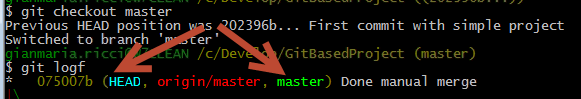 $ git checkout master
Previous HEAD position was 202396b... First commit with simple project
Switched to branch 'master'
/c/Develop/GitBasedProject (master)
$ git logf
* 075007b (HEAD, origin/master, master) Done manual merge
|\